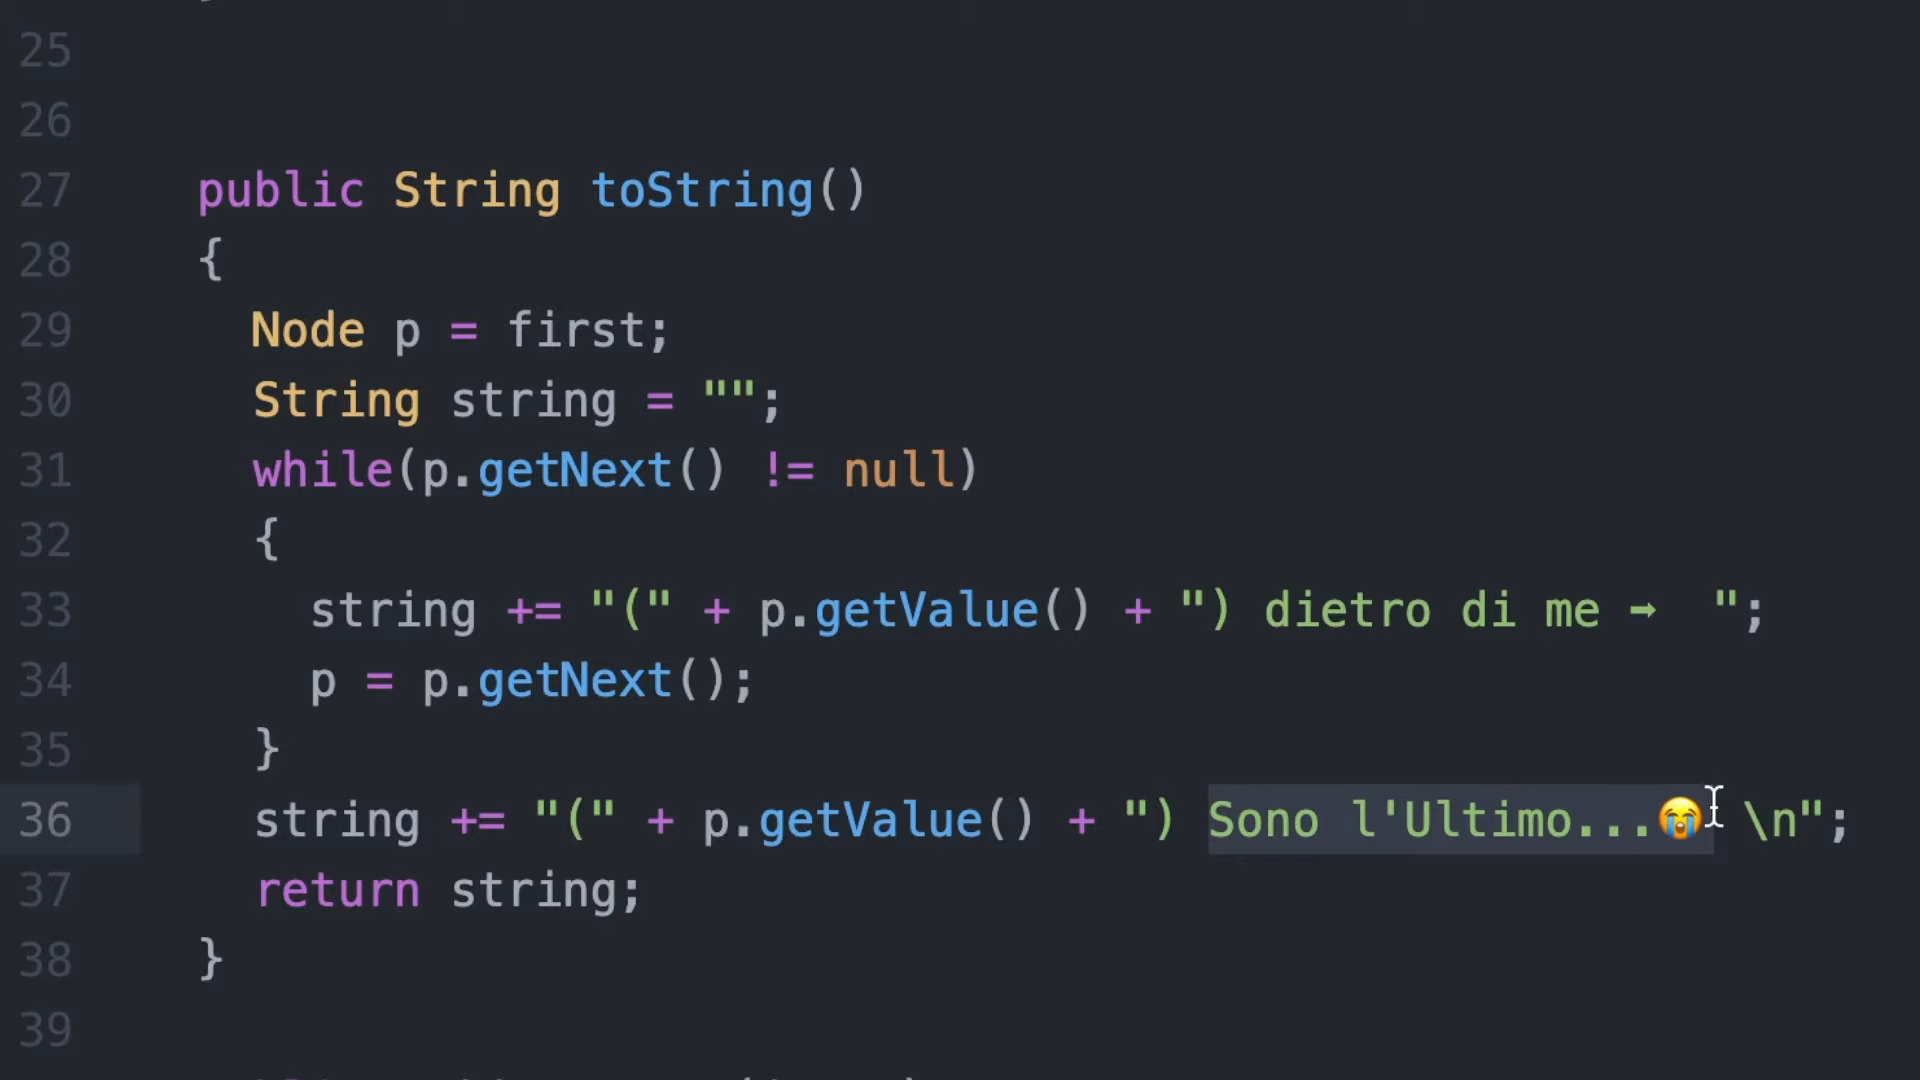 25
26
27 public String toString()
28 {
29 Node p = first;
30 String string = "";
31 while(p.getNext() != null)
32 {
33 string += "(" + p.getValue() + ") dietro di me ➡  ";
34 p = p.getNext();
35 }
36 string += "(" + p.getValue() + ") Sono l'Ultimo...😭 \n";
37 return string;
38 }
39